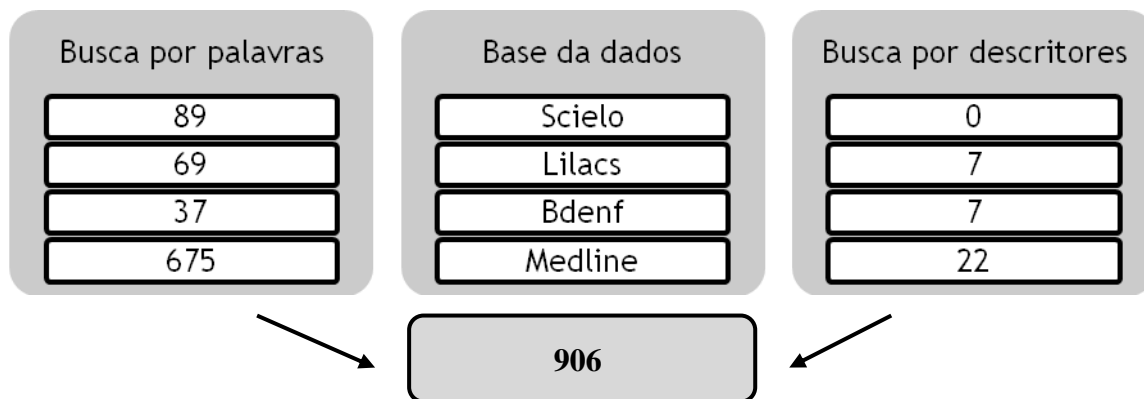 Busca por palavras
89
69
37
675
Base da dados
Scielo
Lilacs
Bdenf
Medline
Busca por descritores
0
7
7
22
906